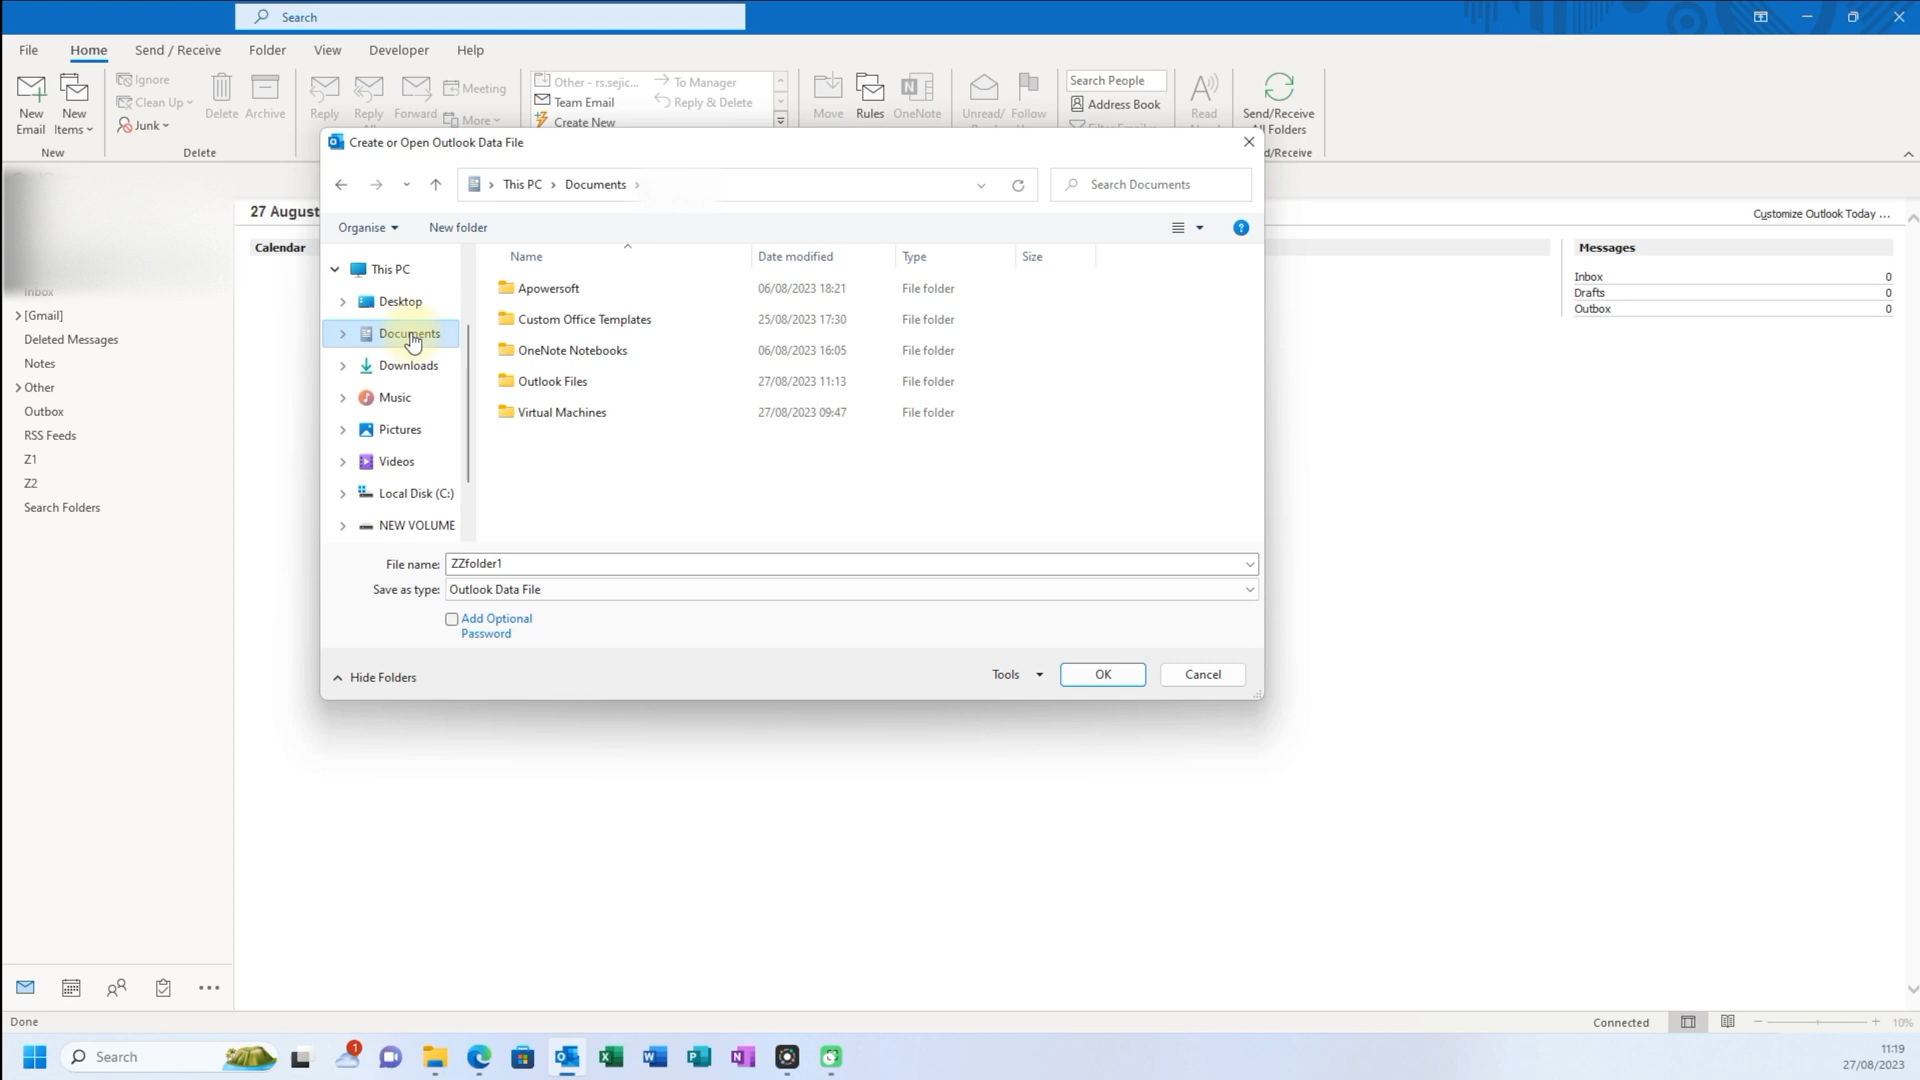 Search
File Home Send / Receive Folder View Developer Help
Ignore
Clean Up
Junk
New Email
New Items
Delete
Archive
Reply
Reply
Forward
Meeting
More
Other - rs.sejic...
Team Email
Create New
To Manager
Reply & Delete
Move
Rules
OneNote
Unread/
Follow
Search People
Address Book
Read
Send/Receive
All Folders
New
Delete
d/Receive
Create or Open Outlook Data File
This PC > Documents >
Search Documents
Organise
New folder
27 August
Customize Outlook Today ...
Calendar
Messages
Inbox 0
Drafts 0
Outbox 0
Inbox
[Gmail]
Deleted Messages
Notes
Other
Outbox
RSS Feeds
Z1
Z2
Search Folders
This PC
Desktop
Documents
Downloads
Music
Pictures
Videos
Local Disk (C:)
NEW VOLUME
Name Date modified Type Size
Apowersoft 06/08/2023 18:21 File folder
Custom Office Templates 25/08/2023 17:30 File folder
OneNote Notebooks 06/08/2023 16:05 File folder
Outlook Files 27/08/2023 11:13 File folder
Virtual Machines 27/08/2023 09:47 File folder
File name: ZZfolder1
Save as type: Outlook Data File
Add Optional
Password
Hide Folders
Tools
OK
Cancel
Done
Connected
10%
Search
1
11:19
27/08/2023